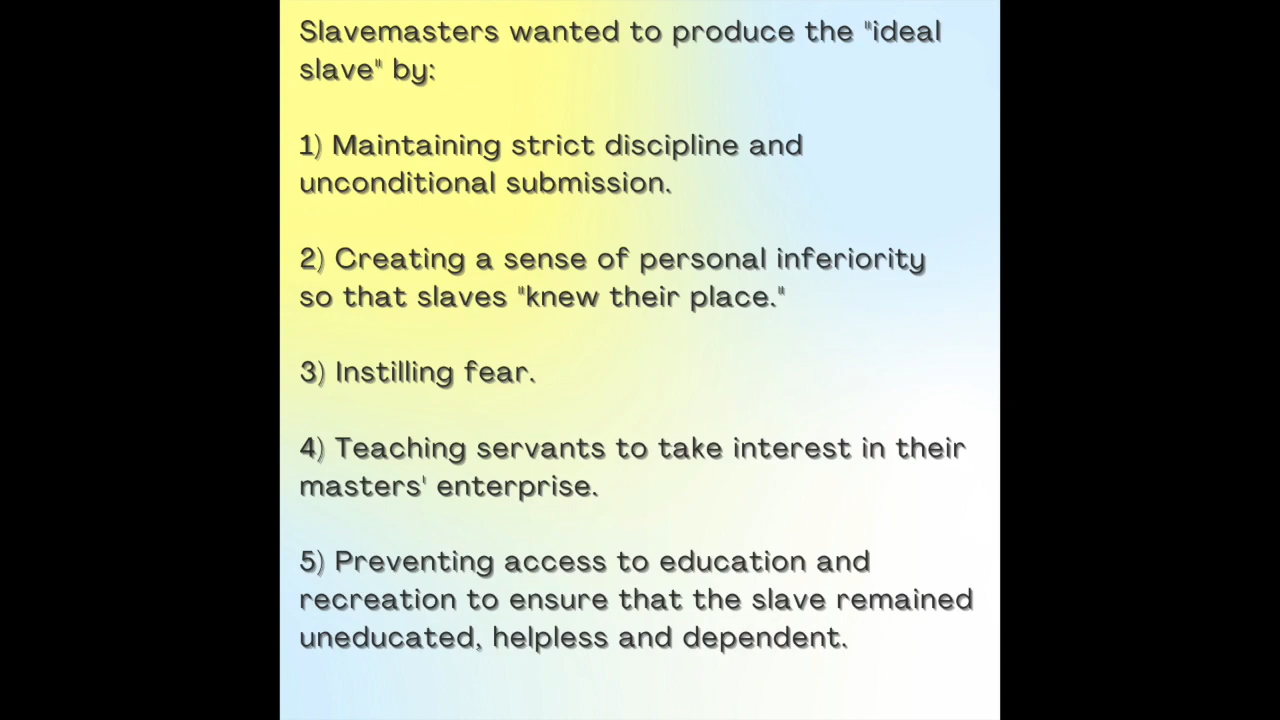 Slavemasters wanted to produce the "ideal
slave" by:
1) Maintaining strict discipline and
unconditional submission.
2) Creating a sense of personal inferiority
so that slaves "knew their place."
3) Instilling fear.
4) Teaching servants to take interest in their
masters' enterprise.
5) Preventing access to education and
recreation to ensure that the slave remained
uneducated, helpless and dependent.